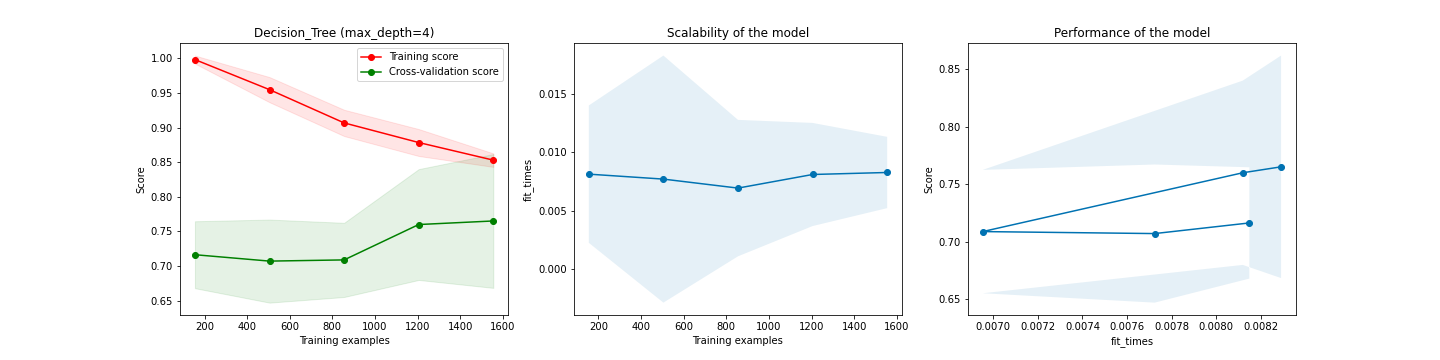 Decision_Tree (max_depth=4)
Training score
Cross-validation score
1.00
0.95
0.90
0.85
0.80
0.75
0.70
0.65
Score
200 400 600 800 1000 1200 1400 1600
Training examples
Scalability of the model
0.015
0.010
0.005
0.000
fit_times
200 400 600 800 1000 1200 1400 1600
Training examples
Performance of the model
0.85
0.80
0.75
0.70
0.65
Score
0.0070 0.0072 0.0074 0.0076 0.0078 0.0080 0.0082
fit_times